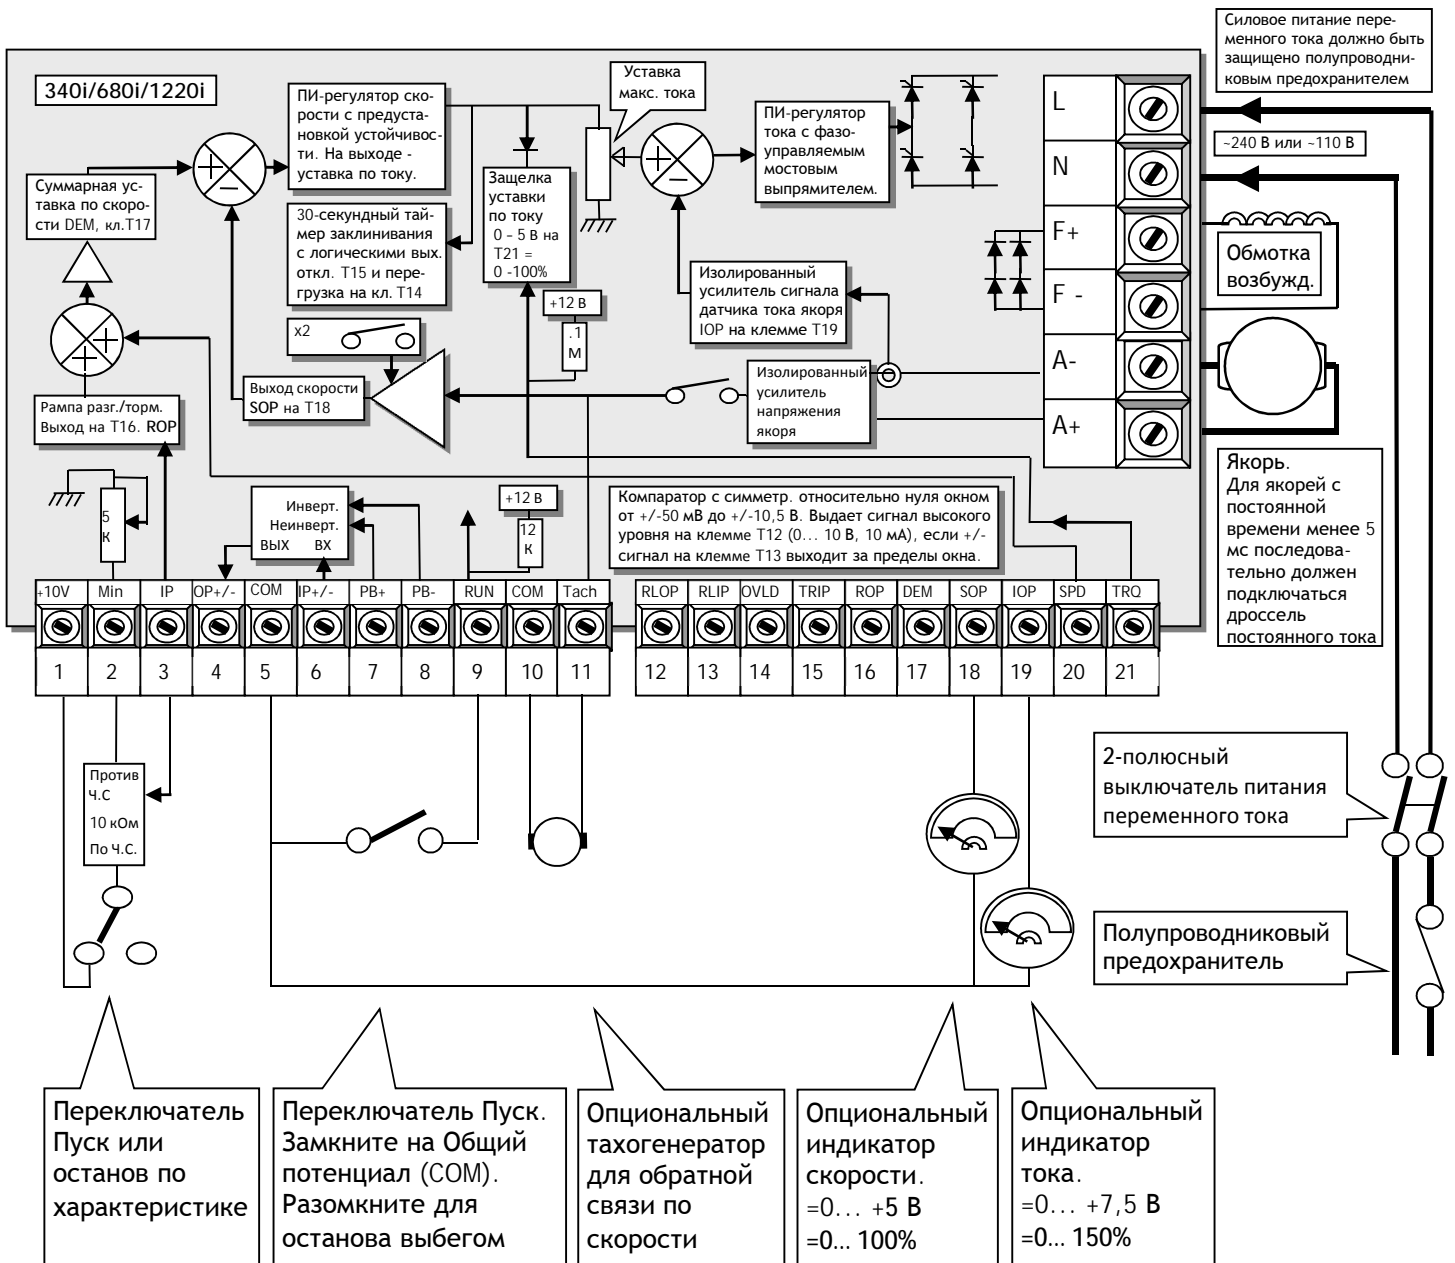 Силовое питание пере-
менного тока должно быть
защищено полупроводни-
ковым предохранителем
340i/680i/1220i
ПИ-регулятор ско-
рости с предуста-
новкой устойчивос-
ти. На выходе -
уставка по току.
Уставка
макс. тока
ПИ-регулятор
тока с фазо-
управляемым
мостовым
выпрямителем.
L
~240 В или ~110 В
N
Суммарная ус-
тавка по скоро-
сти DEM, кл.T17
Защелка
уставки
по току
0 – 5 В на
T21 =
0 -100%
30-секундный тай-
мер заклинивания
с логическими вых.
откл. T15 и пере-
грузка на кл. T14
F+
Обмотка
возбужд.
F -
Изолированный
усилитель сигнала
датчика тока якоря
IOP на клемме T19
+12 В
.1
М
x2
A-
Изолированный
усилитель
напряжения
якоря
Выход скорости
SOP на T18
Рампа разг./торм.
Выход на T16. ROP
A+
Якорь.
Для якорей с
постоянной
времени менее 5
мс последова-
тельно должен
подключаться
дроссель
постоянного тока
5
К
Инверт.
Неинверт.
ВЫХ ВХ
+12 В
12
К
Компаратор с симметр. относительно нуля окном
от +/-50 мВ до +/-10,5 В. Выдает сигнал высокого
уровня на клемме T12 (0... 10 В, 10 мА), если +/-
сигнал на клемме T13 выходит за пределы окна.
+10V Min IP OP+/- COM IP+/- PB+ PB- RUN COM Tach RLOP RLIP OVLD TRIP ROP DEM SOP IOP SPD TRQ
1 2 3 4 5 6 7 8 9 10 11 12 13 14 15 16 17 18 19 20 21
Против
Ч.С
10 кОм
По Ч.С.
2-полюсный
выключатель питания
переменного тока
Полупроводниковый
предохранитель
Переключатель
Пуск или
останов по
характеристике
Переключатель Пуск.
Замкните на Общий
потенциал (COM).
Разомкните для
останова выбегом
Опциональный
тахогенератор
для обратной
связи по
скорости
Опциональный
индикатор
скорости.
=0... +5 В
=0... 100%
Опциональный
индикатор
тока.
=0... +7,5 В
=0... 150%